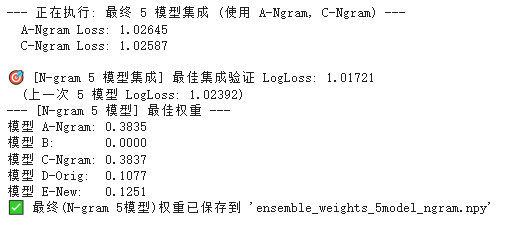 --- 正在执行: 最终 5 模型集成 (使用 A-Ngram, C-Ngram) ---
A-Ngram Loss: 1.02645
C-Ngram Loss: 1.02587
🎯 [N-gram 5 模型集成] 最佳集成验证 LogLoss: 1.01721
(上一次 5 模型 LogLoss: 1.02392)
--- [N-gram 5 模型] 最佳权重 ---
模型 A-Ngram: 0.3835
模型 B: 0.0000
模型 C-Ngram: 0.3837
模型 D-Orig: 0.1077
模型 E-New: 0.1251
✅ 最终(N-gram 5模型)权重已保存到 'ensemble_weights_5model_ngram.npy'